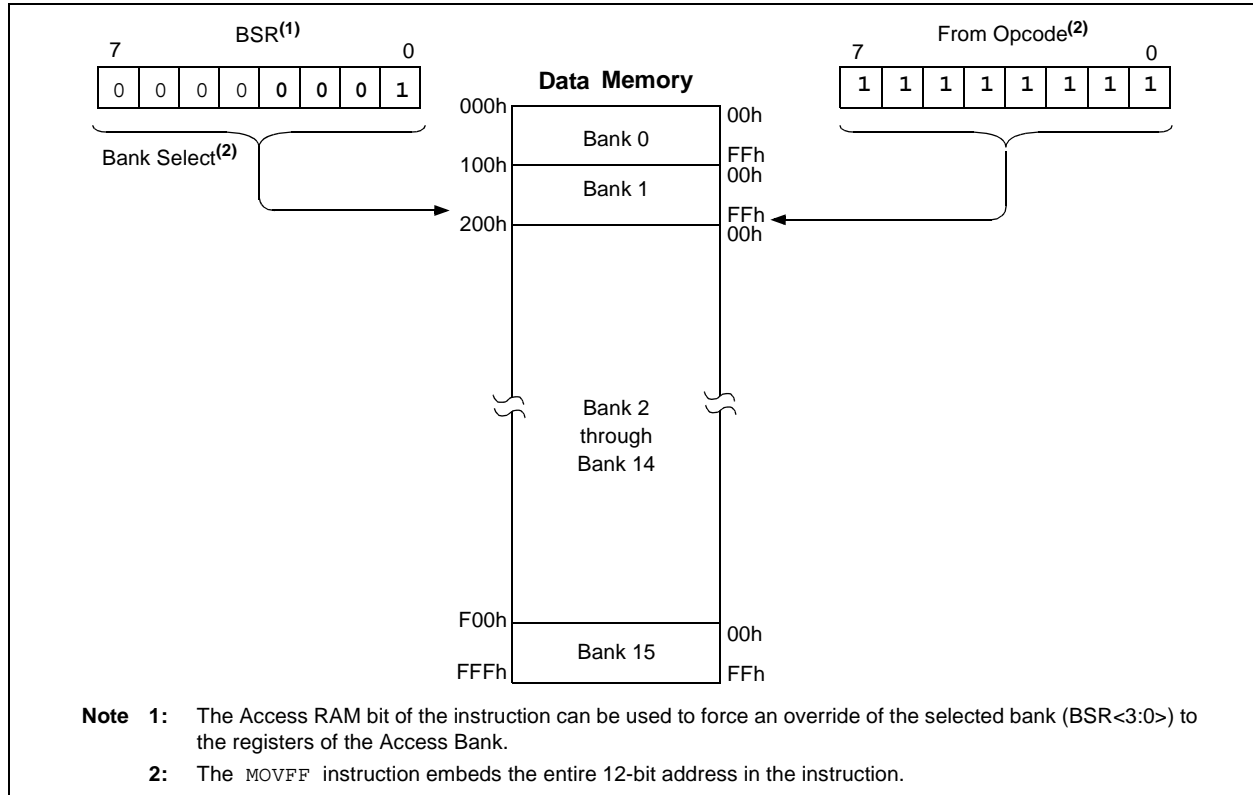 BSR(1)
7 0
0 0 0 0 0 0 0 1
Bank Select(2)
From Opcode(2)
7 0
1 1 1 1 1 1 1 1
Data Memory
000h
00h
Bank 0
FFh
100h
00h
Bank 1
FFh
200h
00h
Bank 2
through
Bank 14
F00h
00h
Bank 15
FFFh
FFh
Note 1: The Access RAM bit of the instruction can be used to force an override of the selected bank (BSR<3:0>) to
the registers of the Access Bank.
2: The MOVFF instruction embeds the entire 12-bit address in the instruction.